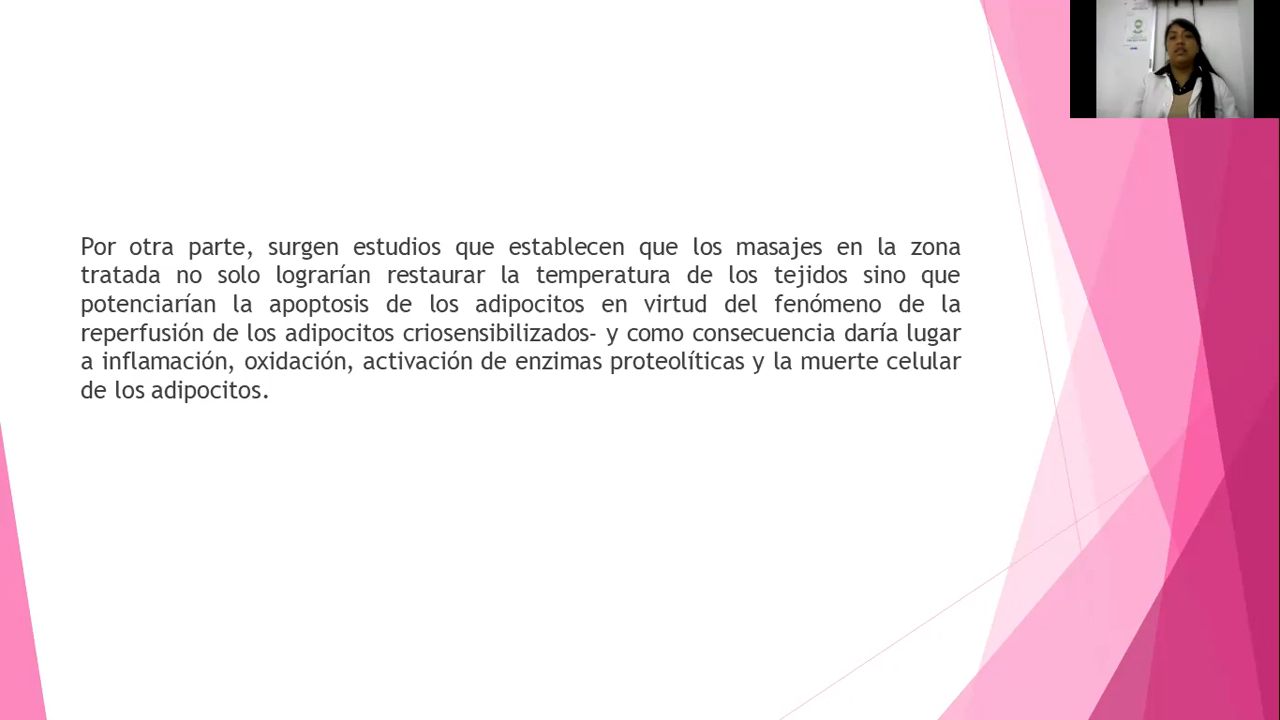 Por otra parte, surgen estudios que establecen que los masajes en la zona
tratada no solo lograrían restaurar la temperatura de los tejidos sino que
potenciarían la apoptosis de los adipocitos en virtud del fenómeno de la
reperfusión de los adipocitos criosensibilizados- y como consecuencia daría lugar
a inflamación, oxidación, activación de enzimas proteolíticas y la muerte celular
de los adipocitos.